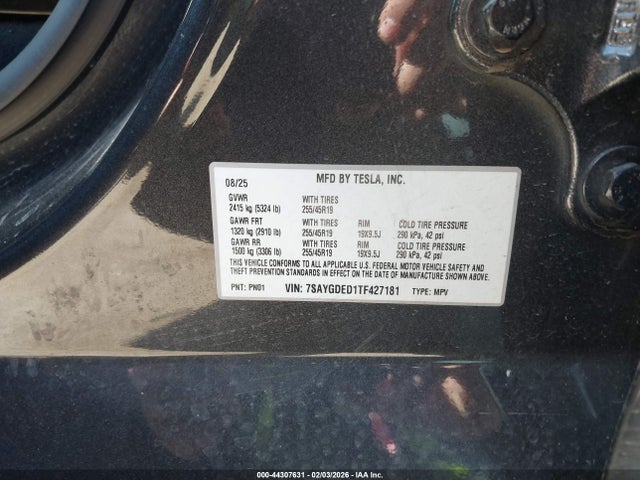 08/25 MFD BY TESLA, INC.
GVWR WITH TIRES
2415 kg (5324 lb) 255/45R19
GAWR FRT WITH TIRES RIM COLD TIRE PRESSURE
1320 kg (2910 lb) 255/45R19 19X9.5J 290 kPa, 42 psi
GAWR RR WITH TIRES RIM COLD TIRE PRESSURE
1500 kg (3306 lb) 255/45R19 19X9.5J 290 kPa, 42 psi
THIS VEHICLE CONFORMS TO ALL APPLICABLE U.S. FEDERAL MOTOR VEHICLE SAFETY AND
THEFT PREVENTION STANDARDS IN EFFECT ON THE DATE OF MANUFACTURE SHOWN ABOVE.
PNT: PN01 VIN: 7SAYGDED1TF427181 TYPE: MPV
000-44307631 - 02/03/2026 - IAA Inc.